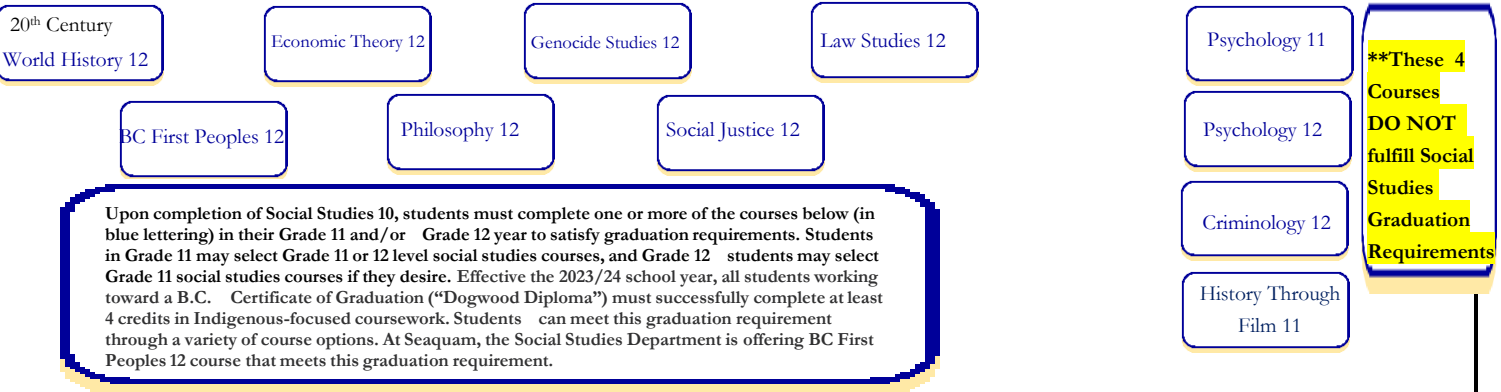 20th Century
World History 12
Economic Theory 12
Genocide Studies 12
Law Studies 12
BC First Peoples 12
Philosophy 12
Social Justice 12
Upon completion of Social Studies 10, students must complete one or more of the courses below (in
blue lettering) in their Grade 11 and/or Grade 12 year to satisfy graduation requirements. Students
in Grade 11 may select Grade 11 or 12 level social studies courses, and Grade 12 students may select
Grade 11 social studies courses if they desire. Effective the 2023/24 school year, all students working
toward a B.C. Certificate of Graduation (“Dogwood Diploma”) must successfully complete at least
4 credits in Indigenous-focused coursework. Students can meet this graduation requirement
through a variety of course options. At Seaquam, the Social Studies Department is offering BC First
Peoples 12 course that meets this graduation requirement.
Psychology 11
Psychology 12
Criminology 12
History Through
Film 11
**These 4
Courses
DO NOT
fulfill Social
Studies
Graduation
Requirements